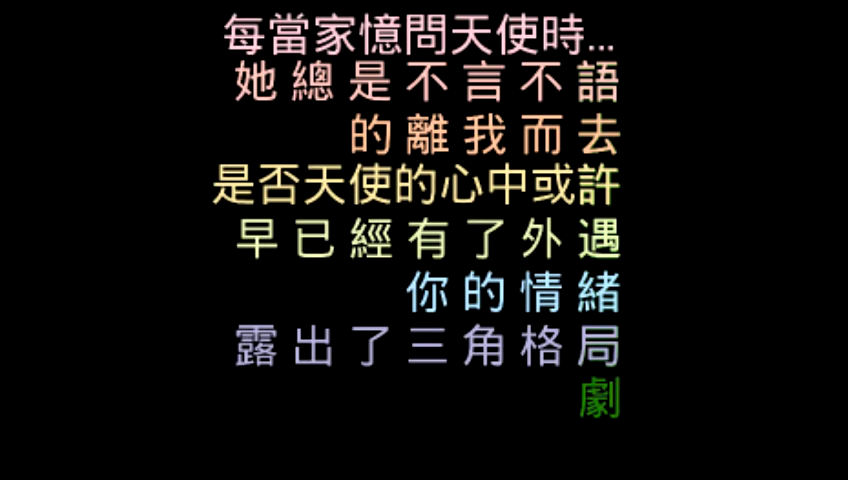 每當家憶問天使時...
她總是不言不語
的離我而去
是否天使的心中或許
早已經有了外遇
你的情緒
露出了三角格局
劇